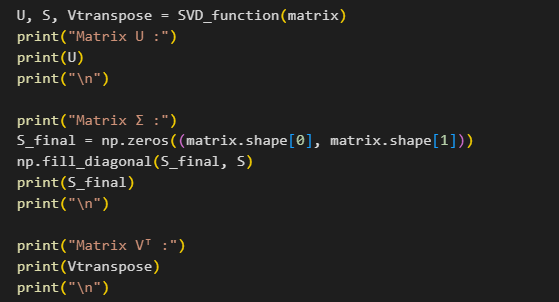 U, S, Vtranspose = SVD_function(matrix)
print("Matrix U :")
print(U)
print("\n")
print("Matrix Σ :")
S_final = np.zeros((matrix.shape[0], matrix.shape[1]))
np.fill_diagonal(S_final, S)
print(S_final)
print("\n")
print("Matrix Vᵀ :")
print(Vtranspose)
print("\n")